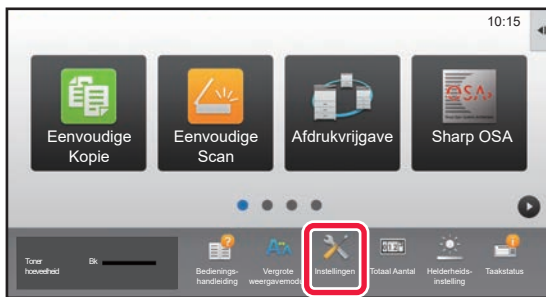 10:15
Eenvoudige
Kopie
Eenvoudige
Scan
Afdrukvrijgave
Sharp OSA
Toner
hoeveelheid
Bk
Bedienings-
handleiding
Vergrote
weergavemodus
Instellingen
Totaal Aantal
Helderheids-
instelling
Taakstatus